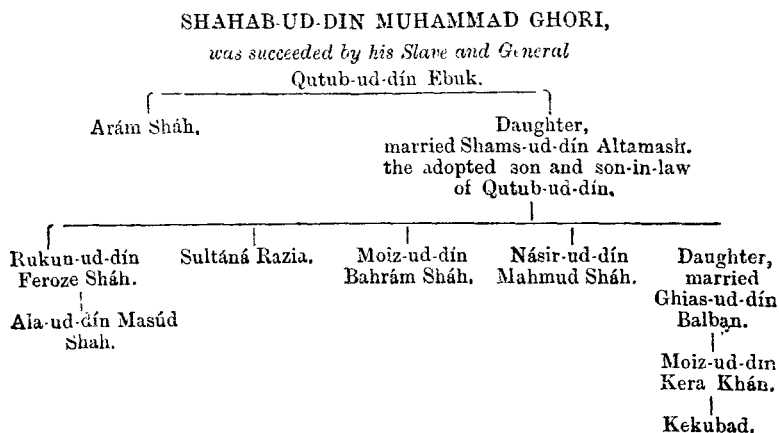 SHAHAB-UD-DIN MUHAMMAD GHORI,
was succeeded by his Slave and General
Qutub-ud-dín Ebuk.
Arám Sháh.
Daughter,
married Shams-ud-dín Altamash.
the adopted son and son-in-law
of Qutub-ud-dín.
Rukun-ud-dín
Feroze Sháh.
Ala-ud-dín Masúd
Shah.
Sultáná Razia.
Moiz-ud-dín
Bahrám Sháh.
Násir-ud-dín
Mahmud Sháh.
Daughter,
married
Ghias-ud-dín
Balban.
Moiz-ud-dín
Kera Khán.
Kekubad.